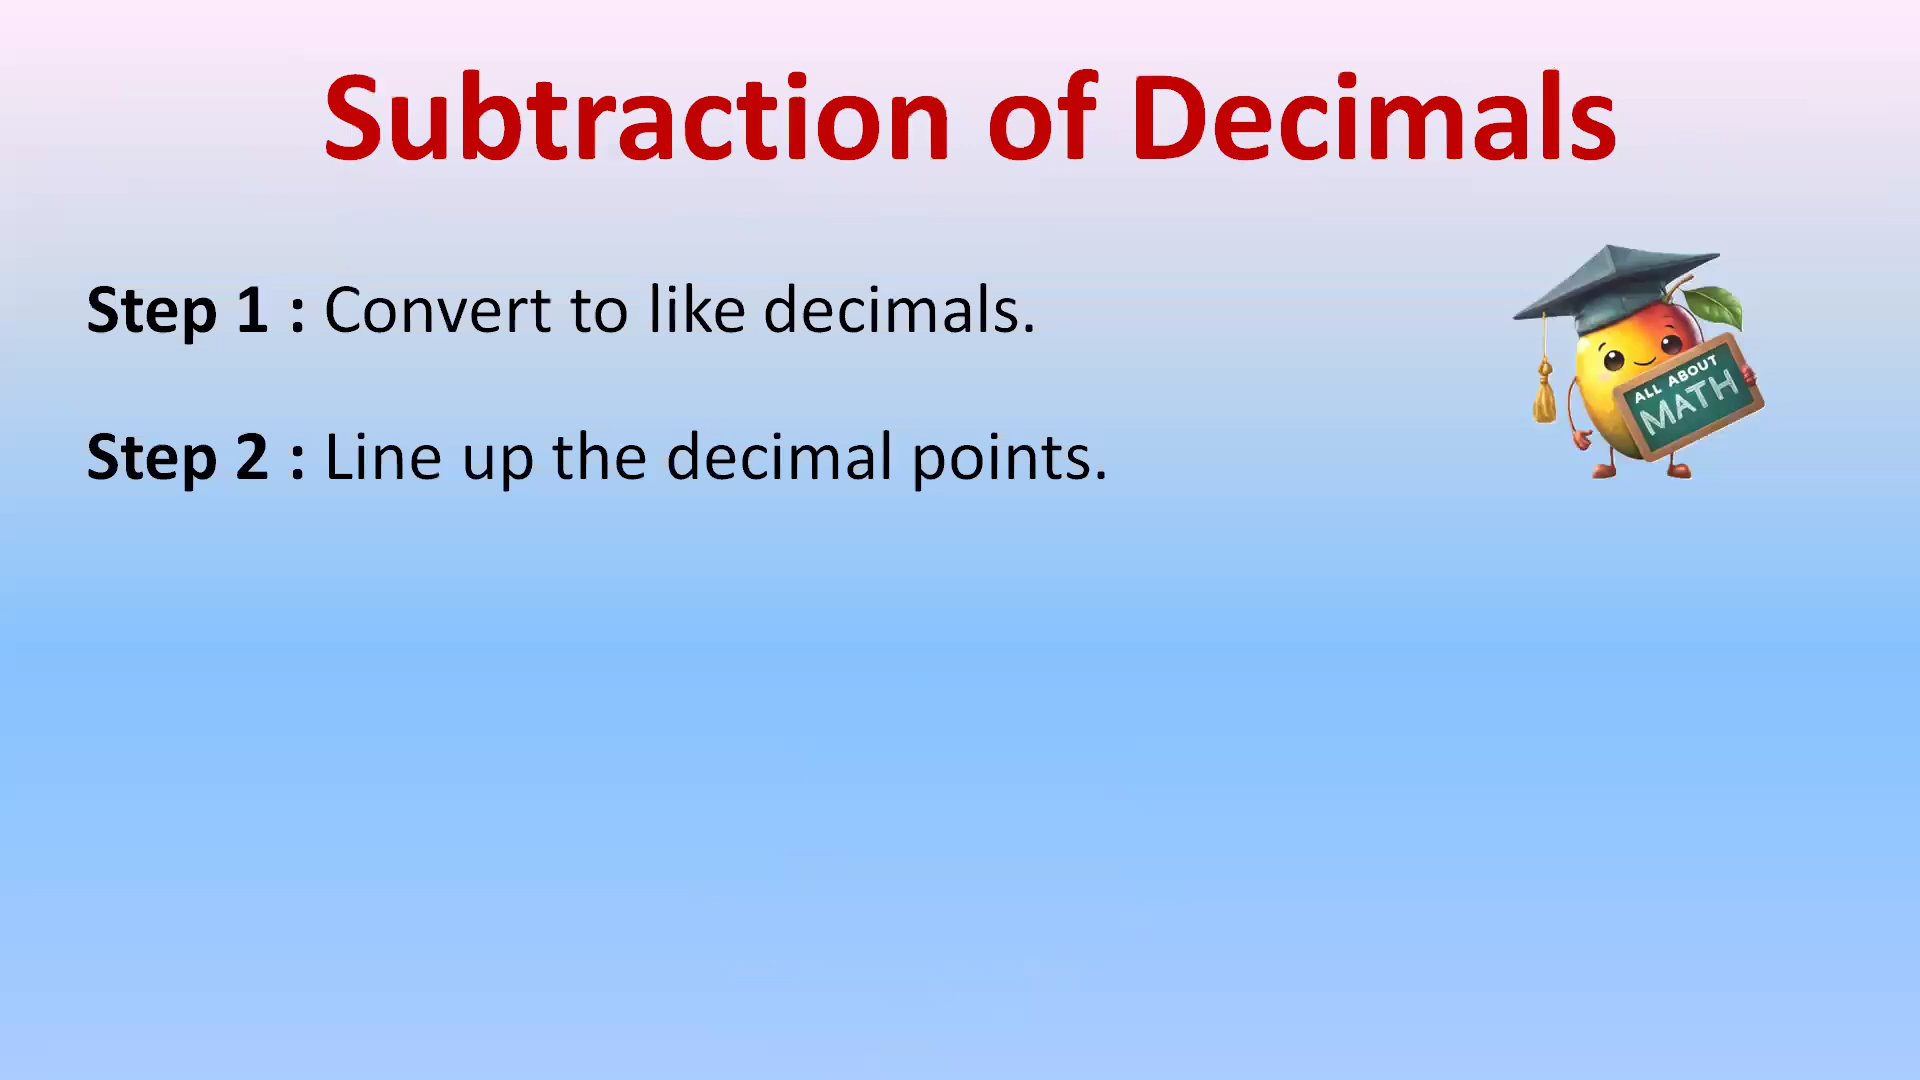 Subtraction of Decimals
Step 1 : Convert to like decimals.
Step 2 : Line up the decimal points.
ALL ABOUT
MATH